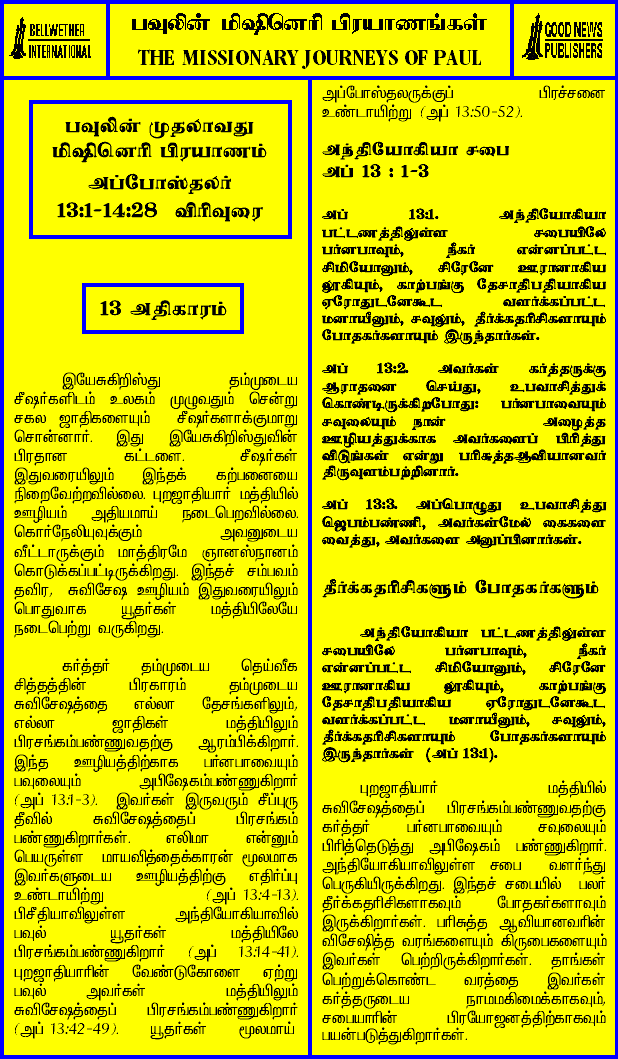 BELLWETHER
INTERNATIONAL
பவுலின் மிஷினெரி பிரயாணங்கள்
THE MISSIONARY JOURNEYS OF PAUL
GOOD NEWS
PUBLISHERS
பவுலின் முதலாவது
மிஷினெரி பிரயாணம்
அப்போஸ்தலர்
13:1-14:28 விரிவுரை
13 அதிகாரம்
இயேசுகிறிஸ்து தம்முடைய
சீஷர்களிடம் உலகம் முழுவதும் சென்று
சகல ஜாதிகளையும் சீஷர்களாக்குமாறு
சொன்னார். இது இயேசுகிறிஸ்துவின்
பிரதான கட்டளை. சீஷர்கள்
இதுவரையிலும் இந்தக் கற்பனையை
நிறைவேற்றவில்லை. புறஜாதியார் மத்தியில்
ஊழியம் அதியமாய் நடைபெறவில்லை.
கொர்நேலியுவுக்கும் அவனுடைய
வீட்டாருக்கும் மாத்திரமே ஞானஸ்நானம்
கொடுக்கப்பட்டிருக்கிறது. இந்தச் சம்பவம்
தவிர, சுவிசேஷ ஊழியம் இதுவரையிலும்
பொதுவாக யூதர்கள் மத்தியிலேயே
நடைபெற்று வருகிறது.
கர்த்தர் தம்முடைய தெய்வீக
சித்தத்தின் பிரகாரம் தம்முடைய
சுவிசேஷத்தை எல்லா தேசங்களிலும்,
எல்லா ஜாதிகள் மத்தியிலும்
பிரசங்கம்பண்ணுவதற்கு ஆரம்பிக்கிறார்.
இந்த ஊழியத்திற்காக பர்னபாவையும்
பவுலையும் அபிஷேகம்பண்ணுகிறார்
(அப் 13:1-3). இவர்கள் இருவரும் சீப்புரு
தீவில் சுவிசேஷத்தைப் பிரசங்கம்
பண்ணுகிறார்கள். எலிமா என்னும்
பெயருள்ள மாயவித்தைக்காரன் மூலமாக
இவர்களுடைய ஊழியத்திற்கு எதிர்ப்பு
உண்டாயிற்று (அப் 13:4-13).
பிசீதியாவிலுள்ள அந்தியோகியாவில்
பவுல் யூதர்கள் மத்தியிலே
பிரசங்கம்பண்ணுகிறார் (அப் 13:14-41).
புறஜாதியாரின் வேண்டுகோளை ஏற்று
பவுல் அவர்கள் மத்தியிலும்
சுவிசேஷத்தைப் பிரசங்கம்பண்ணுகிறார்
(அப் 13:42-49). யூதர்கள் மூலமாய்
அப்போஸ்தலருக்குப் பிரச்சனை
உண்டாயிற்று (அப் 13:50-52).
அந்தியோகியா சபை
அப் 13 : 1-3
அப் 13:1. அந்தியோகியா
பட்டணத்திலுள்ள சபையிலே
பர்னபாவும், நீகர் என்னப்பட்ட
சிமியோனும், சிரேனே ஊரானாகிய
லூகியும், காற்பங்கு தேசாதிபதியாகிய
ஏரோதுடனேகூட வளர்க்கப்பட்ட
மனாயீனும், சவுலும், தீர்க்கதரிசிகளாயும்
போதகர்களாயும் இருந்தார்கள்.
அப் 13:2. அவர்கள் கர்த்தருக்கு
ஆராதனை செய்து, உபவாசித்துக்
கொண்டிருக்கிறபோது: பர்னபாவையும்
சவுலையும் நான் அழைத்த
ஊழியத்துக்காக அவர்களைப் பிரித்து
விடுங்கள் என்று பரிசுத்தஆவியானவர்
திருவுளம்பற்றினார்.
அப் 13:3. அப்பொழுது உபவாசித்து
ஜெபம்பண்ணி, அவர்கள்மேல் கைகளை
வைத்து, அவர்களை அனுப்பினார்கள்.
தீர்க்கதரிசிகளும் போதகர்களும்
அந்தியோகியா பட்டணத்திலுள்ள
சபையிலே பர்னபாவும், நீகர்
என்னப்பட்ட சிமியோனும், சிரேனே
ஊரானாகிய லூகியும், காற்பங்கு
தேசாதிபதியாகிய ஏரோதுடனேகூட
வளர்க்கப்பட்ட மனாயீனும், சவுலும்,
தீர்க்கதரிசிகளாயும் போதகர்களாயும்
இருந்தார்கள் (அப் 13:1).
புறஜாதியார் மத்தியில்
சுவிசேஷத்தைப் பிரசங்கம்பண்ணுவதற்கு
கர்த்தர் பர்னபாவையும் சவுலையும்
பிரித்தெடுத்து அபிஷேகம் பண்ணுகிறார்.
அந்தியோகியாவிலுள்ள சபை வளர்ந்து
பெருகியிருக்கிறது. இந்தச் சபையில் பலர்
தீர்க்கதரிசிகளாகவும் போதகர்களாவும்
இருக்கிறார்கள். பரிசுத்த ஆவியானவரின்
விசேஷித்த வரங்களையும் கிருபைகளையும்
இவர்கள் பெற்றிருக்கிறார்கள். தாங்கள்
பெற்றுக்கொண்ட வரத்தை இவர்கள்
கர்த்தருடைய நாமமகிமைக்காகவும்,
சபையாரின் பிரயோஜனத்திற்காகவும்
பயன்படுத்துகிறார்கள்.